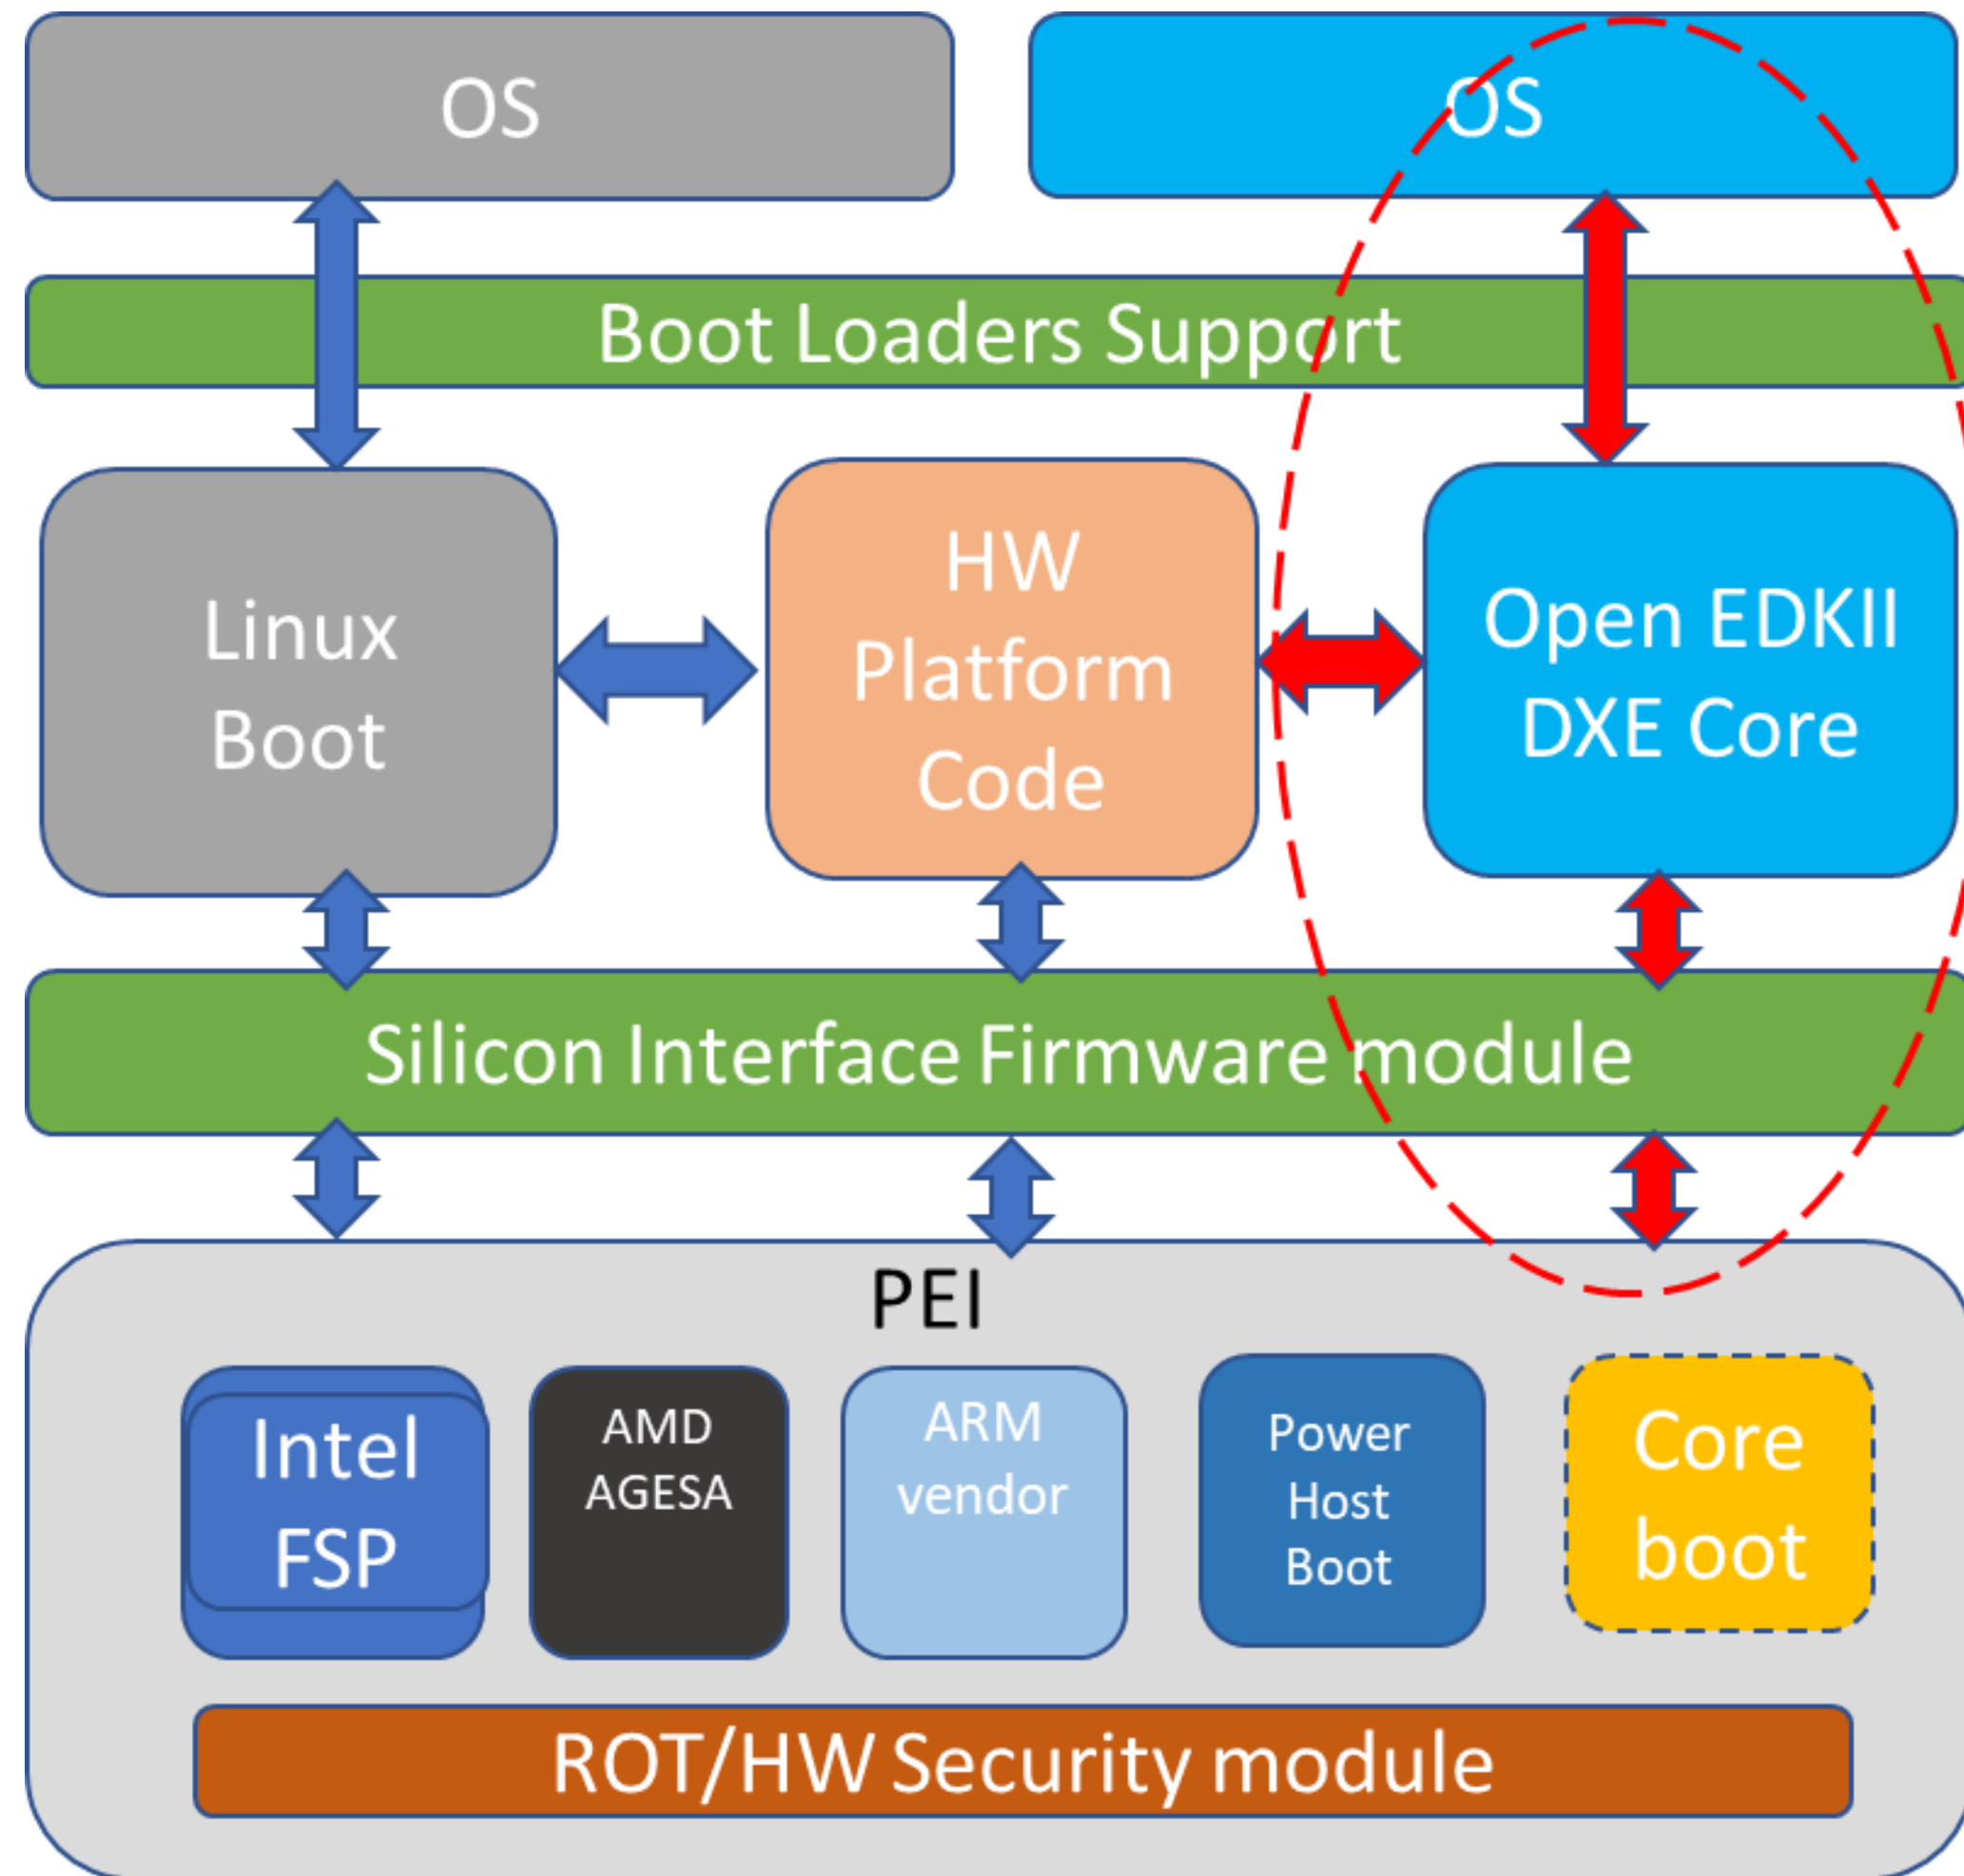 OS
OS
Boot Loaders Support
Linux
Boot
HW
Platform
Code
Open EDKII
DXE Core
Silicon Interface Firmware module
PEI
Intel
FSP
AMD
AGESA
ARM
vendor
Power
Host
Boot
Core
boot
ROT/HW Security module